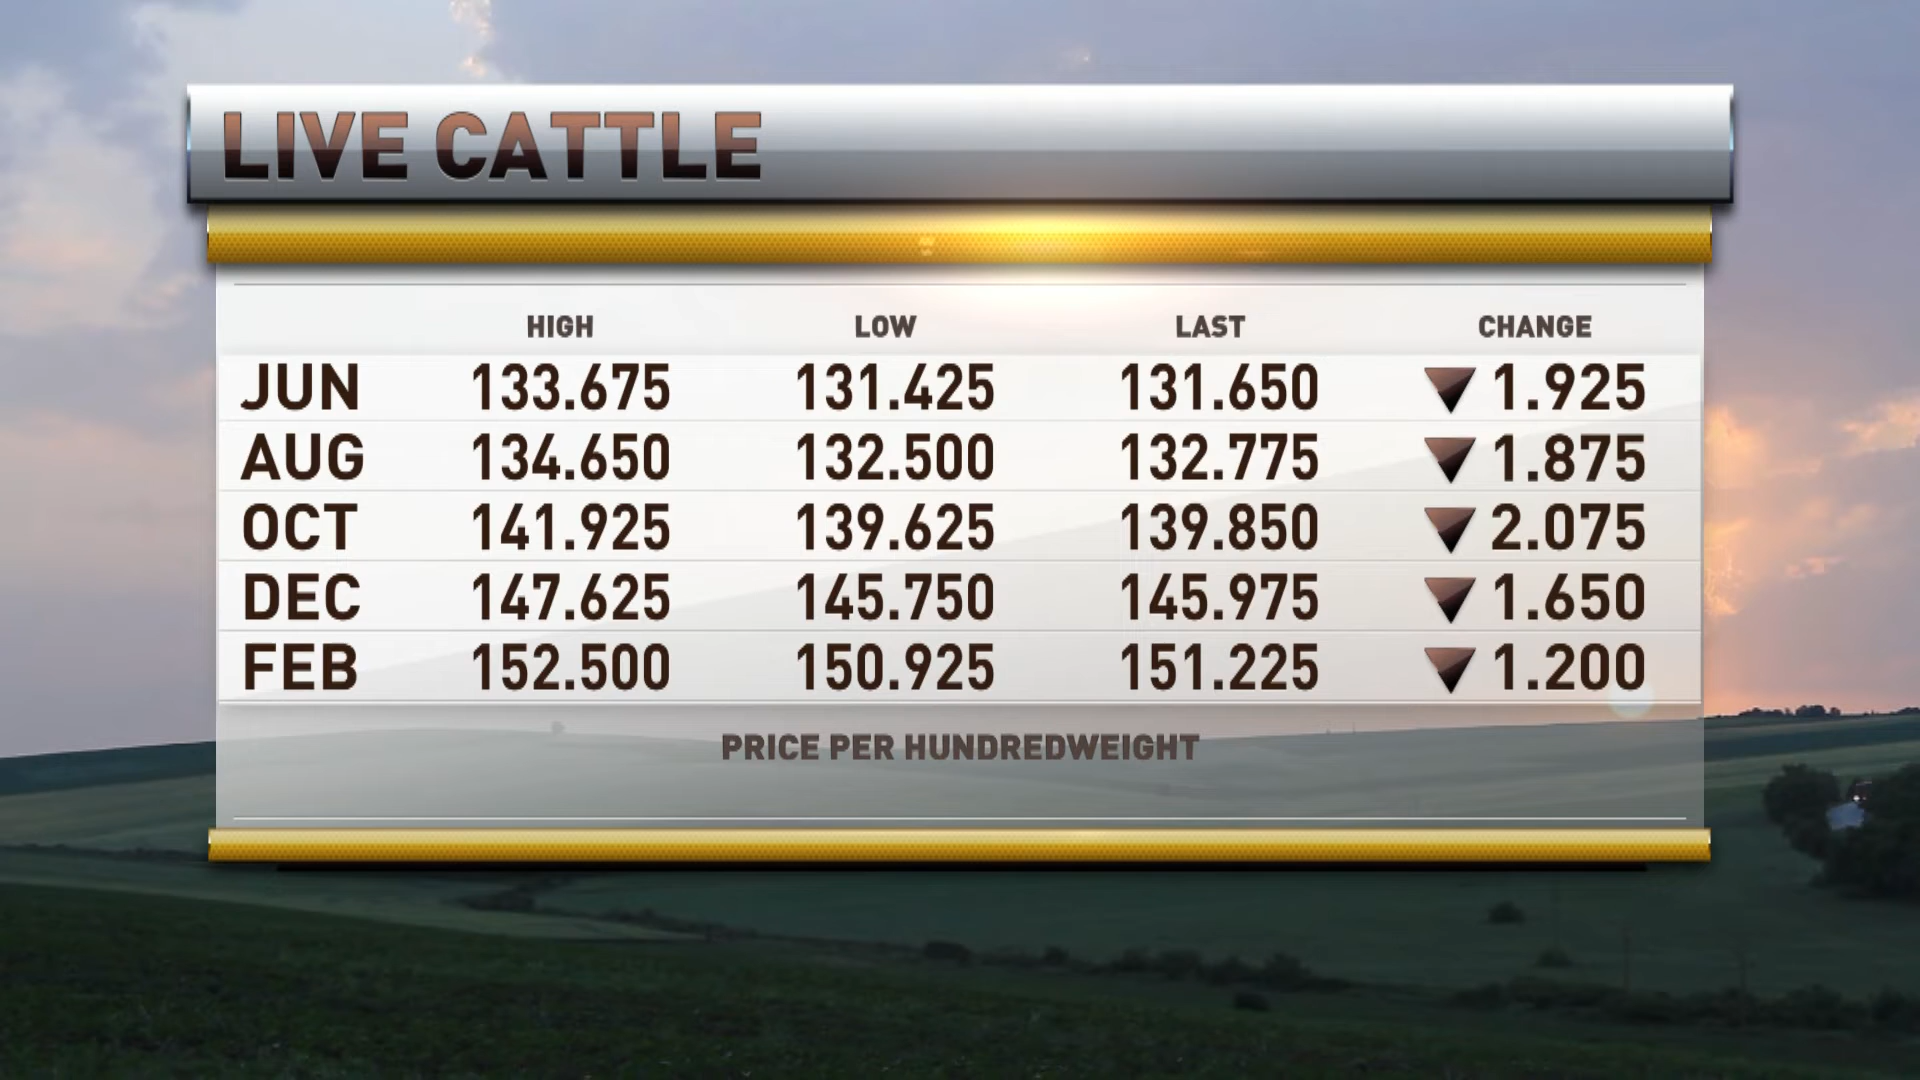 LIVE CATTLE
HIGH LOW LAST CHANGE
JUN 133.675 131.425 131.650 ▼ 1.925
AUG 134.650 132.500 132.775 ▼ 1.875
OCT 141.925 139.625 139.850 ▼ 2.075
DEC 147.625 145.750 145.975 ▼ 1.650
FEB 152.500 150.925 151.225 ▼ 1.200
PRICE PER HUNDREDWEIGHT